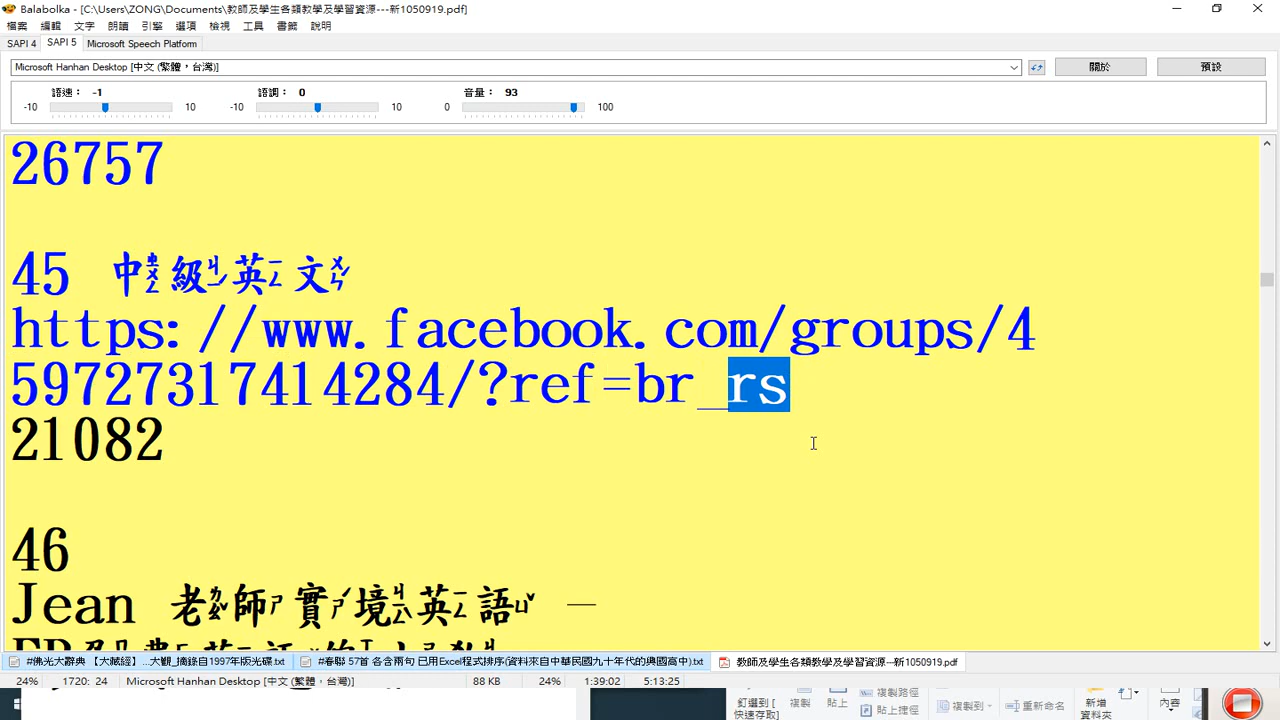 Balabolka - [C:\Users\ZONG\Documents\教師及學生各類教學及學習資源---新1050919.pdf]
檔案 編輯 文字 朗讀 引擎 選項 檢視 工具 書籤 說明
SAPI 4 SAPI 5 Microsoft Speech Platform
Microsoft Hanhan Desktop [中文 (繁體，台灣)] 關於 預設
語速： -1 語調： 0 音量： 93
-10 10 -10 10 0 100
26757
45 中級英文
https://www.facebook.com/groups/4
59727317414284/?ref=br_rs
21082
46
Jean 老師實境英語 —
#佛光大辭典 【大藏經】 ...大觀_摘錄自1997年版光碟.txt #春聯 57首 各含兩句 已用Excel程式排序(資料來自中華民國九十年代的興國高中).txt 教師及學生各類教學及學習資源---新1050919.pdf
24% 1720: 24 Microsoft Hanhan Desktop [中文 (繁體，台灣)] 88 KB 24% 1:39:02 5:13:25
釘選到 [ 複製 貼上 複製路徑 複製到 重新命名 新增 內容
快速存取] 貼上捷徑 資料夾